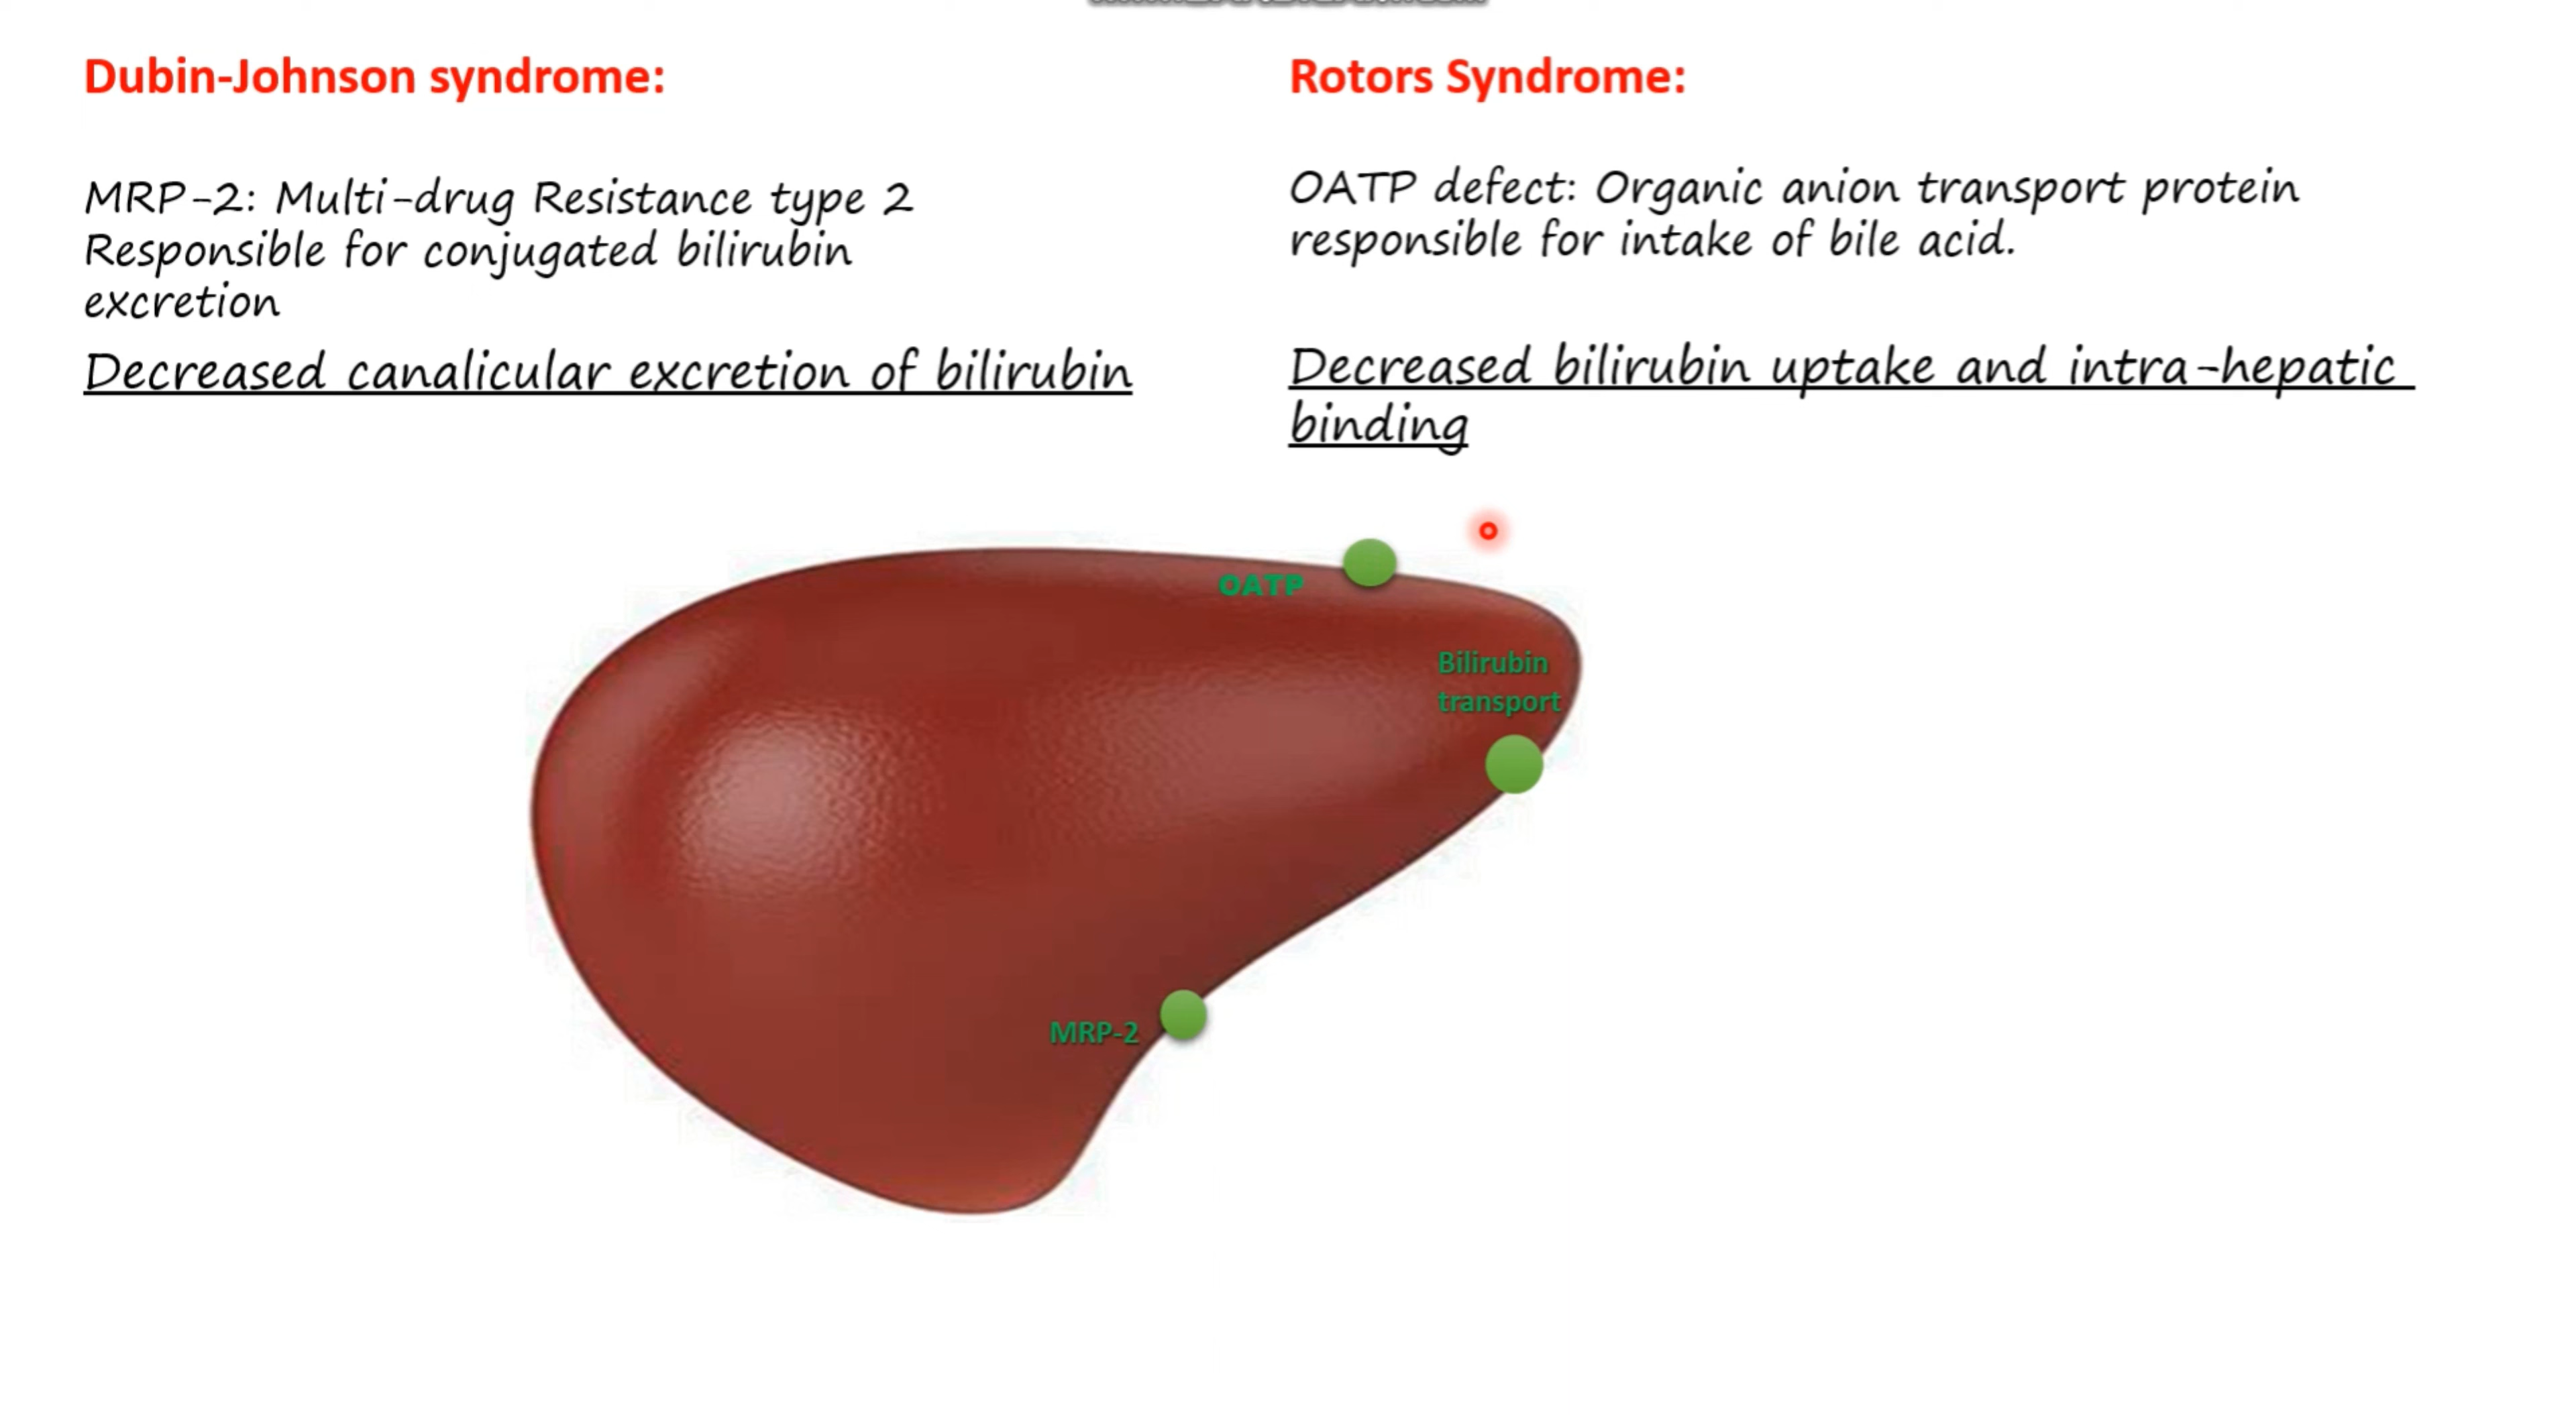 Dubin-Johnson syndrome:
MRP-2: Multi-drug Resistance type 2
Responsible for conjugated bilirubin
excretion
Decreased canalicular excretion of bilirubin
Rotors Syndrome:
OATP defect: Organic anion transport protein
responsible for intake of bile acid.
Decreased bilirubin uptake and intra-hepatic
binding
OATP
Bilirubin
transport
MRP-2